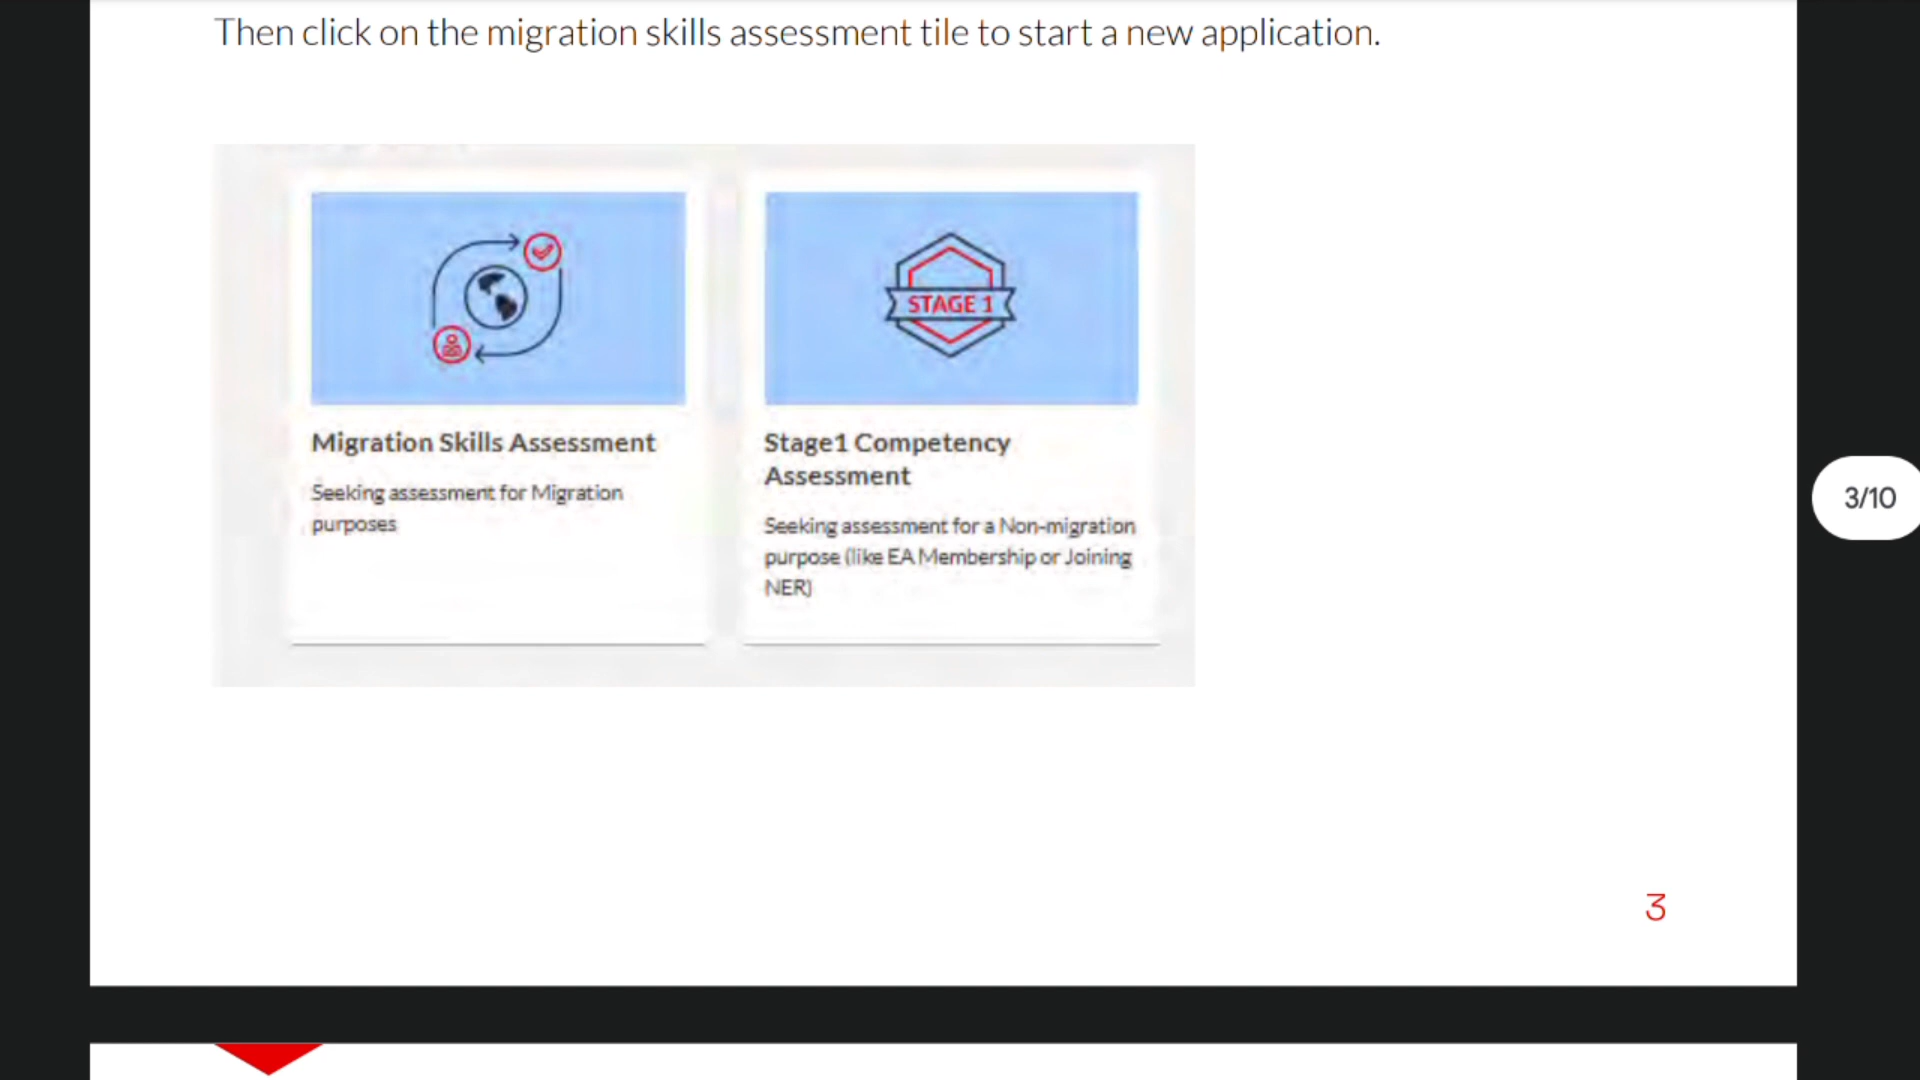 Then click on the migration skills assessment tile to start a new application.
STAGE 1
Migration Skills Assessment
Seeking assessment for Migration
purposes
Stage1 Competency
Assessment
Seeking assessment for a Non-migration
purpose (like EA Membership or Joining
NER)
3/10
3